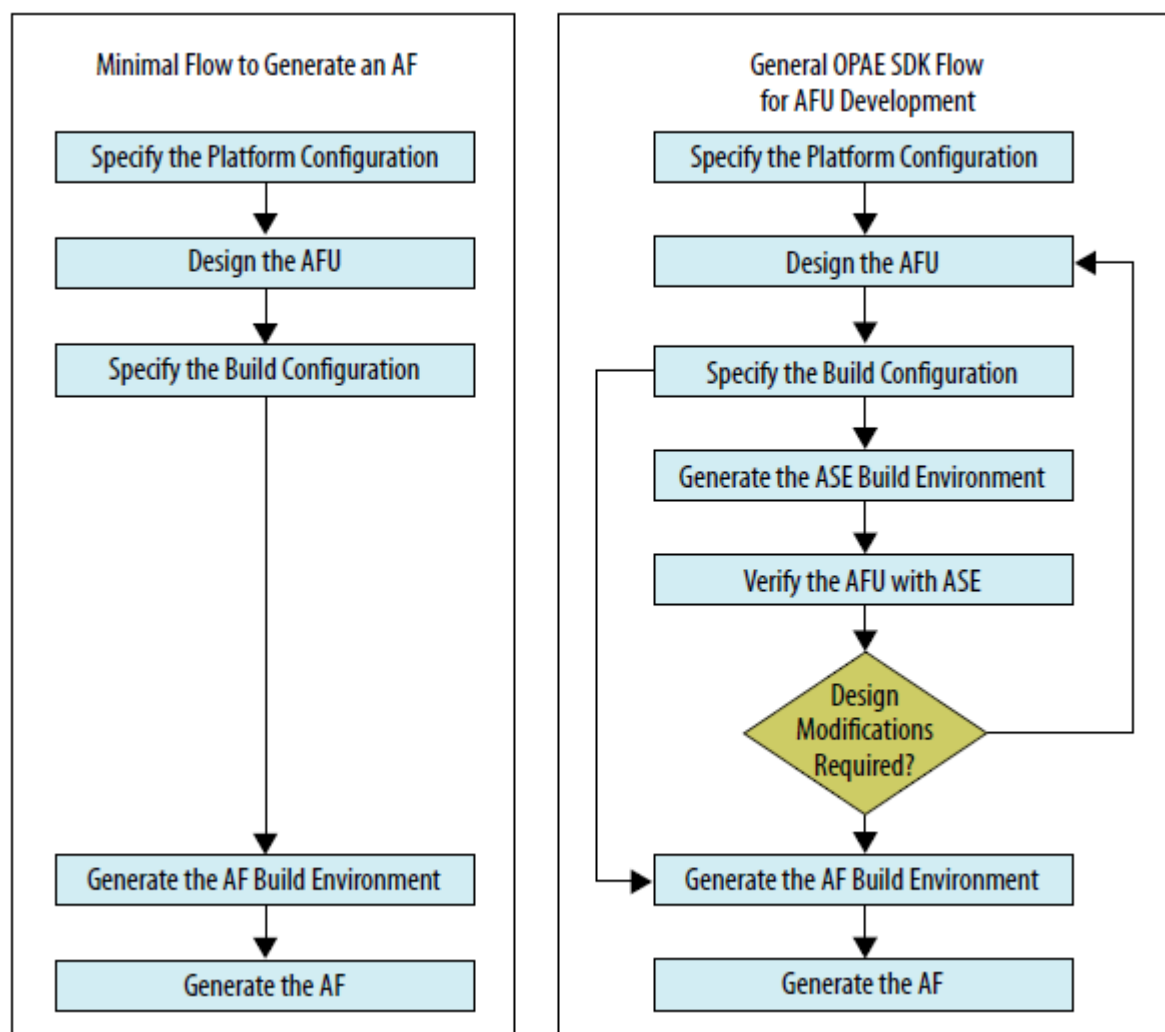 Minimal Flow to Generate an AF
Specify the Platform Configuration
Design the AFU
Specify the Build Configuration
Generate the AF Build Environment
Generate the AF
General OPAE SDK Flow
for AFU Development
Specify the Platform Configuration
Design the AFU
Specify the Build Configuration
Generate the ASE Build Environment
Verify the AFU with ASE
Design
Modifications
Required?
Generate the AF Build Environment
Generate the AF